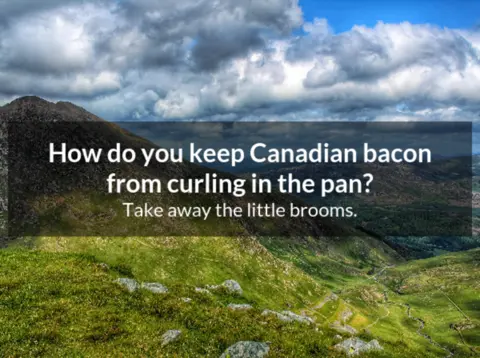 How do you keep Canadian bacon
from curling in the pan?
Take away the little brooms.